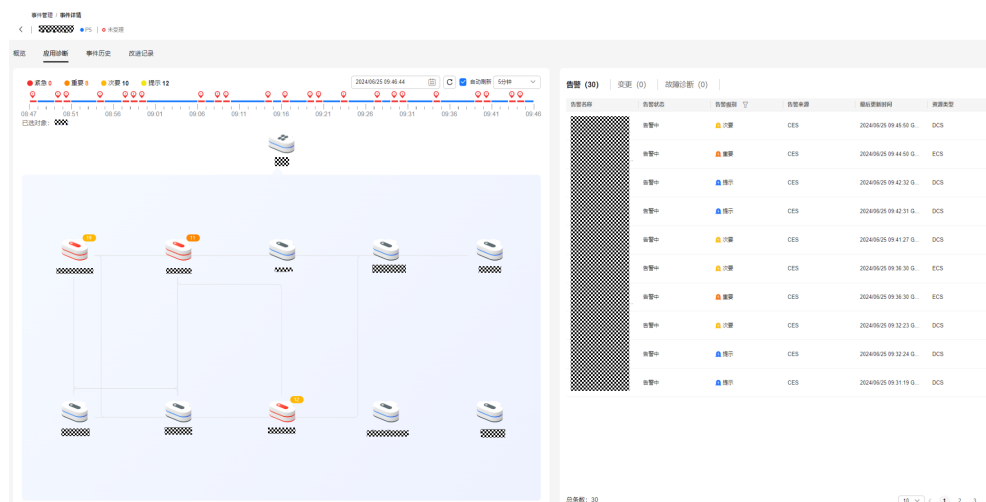 事件管理 / 事件详情
P5 | 未受理
概览 应用诊断 事件历史 改进记录
紧急 0 重要 8 次要 10 提示 12
2024/06/25 09:46:44 自动刷新 5分钟
08:47 08:51 08:56 09:01 09:06 09:11 09:16 09:21 09:26 09:31 09:36 09:41 09:46
已选对象:
告警 (30) 变更 (0) 故障诊断 (0)
告警名称 告警状态 告警级别 告警来源 最后更新时间 资源类型
告警中 次要 CES 2024/06/25 09:45:50 G... DCS
告警中 重要 CES 2024/06/25 09:44:50 G... ECS
告警中 提示 CES 2024/06/25 09:42:32 G... DCS
告警中 提示 CES 2024/06/25 09:42:31 G... DCS
告警中 次要 CES 2024/06/25 09:41:27 G... DCS
告警中 次要 CES 2024/06/25 09:36:30 G... ECS
告警中 重要 CES 2024/06/25 09:36:30 G... ECS
告警中 次要 CES 2024/06/25 09:32:23 G... DCS
告警中 提示 CES 2024/06/25 09:32:24 G... DCS
告警中 提示 CES 2024/06/25 09:31:19 G... DCS
总条数: 30
10 < 1 2 3